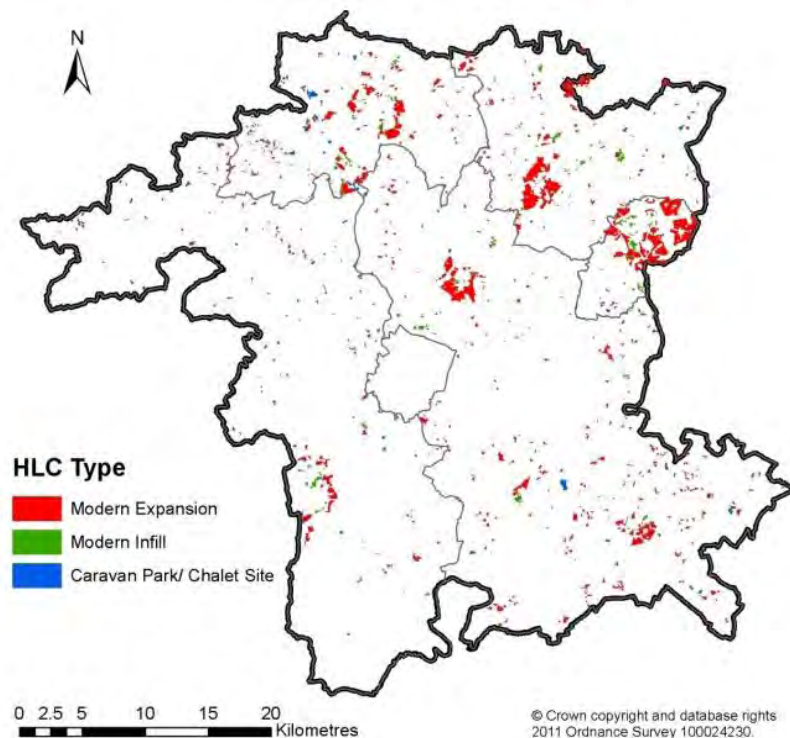 N
HLC Type
Modern Expansion
Modern Infill
Caravan Park/ Chalet Site
0 2.5 5 10 15 20
Kilometres
© Crown copyright and database rights
2011 Ordnance Survey 100024230.